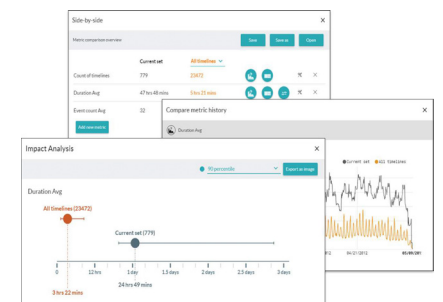 Side-by-side
×
Metric comparison overview
Save
Save as
Open
Current set
All timelines
Count of timelines
779
23472
×
Duration Avg
47 hrs 48 mins
×
Event count Avg
32
Add new metric
Compare metric history
×
Duration Avg
Current set
All timelines
04/27/2012
Impact Analysis
×
90 percentile
Export as image
Duration Avg
All timelines (23472)
Current set (779)
0
12 hrs
1 day
1.5 days
2 days
2.5 days
3 days
24 hrs 49 mins
3 hrs 22 mins